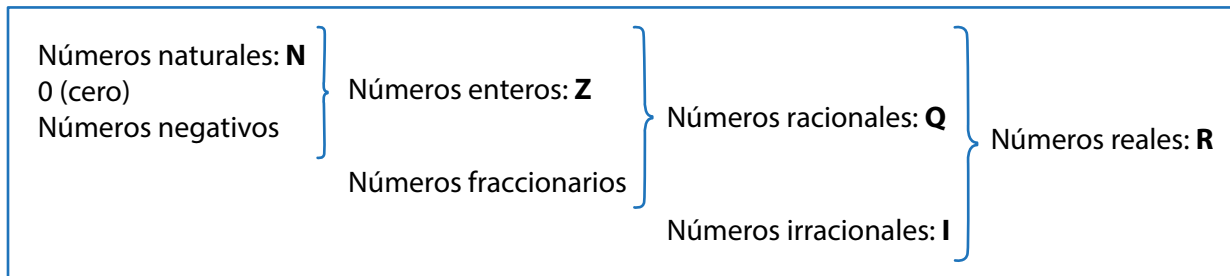 Números naturales: N
0 (cero)
Números negativos
Números enteros: Z
Números fraccionarios
Números racionales: Q
Números irracionales: I
Números reales: R